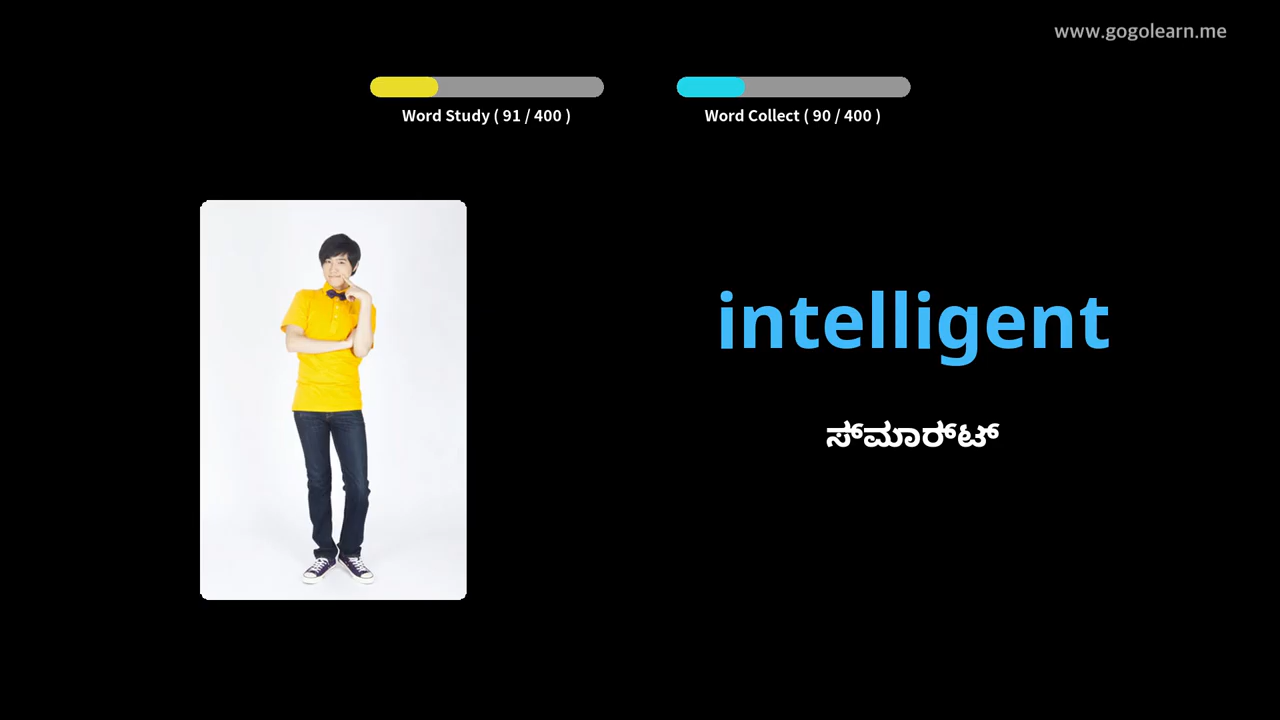 www.gogolearn.me
Word Study ( 91 / 400 )
Word Collect ( 90 / 400 )
intelligent
ಸ್‌ಮಾರ್‌ಟ್